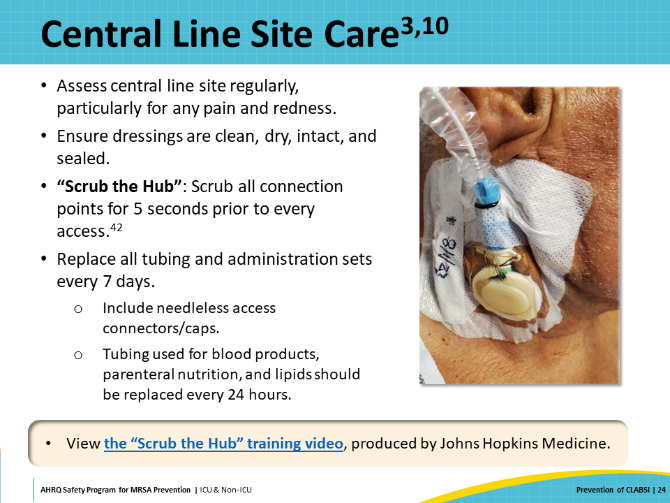 Central Line Site Care3,10
• Assess central line site regularly,
particularly for any pain and redness.
• Ensure dressings are clean, dry, intact, and
sealed.
• “Scrub the Hub”: Scrub all connection
points for 5 seconds prior to every
access.42
• Replace all tubing and administration sets
every 7 days.
o Include needleless access
connectors/caps.
o Tubing used for blood products,
parenteral nutrition, and lipids should
be replaced every 24 hours.
• View the “Scrub the Hub” training video, produced by Johns Hopkins Medicine.
AHRQ Safety Program for MRSA Prevention | ICU & Non-ICU
Prevention of CLABSI | 24